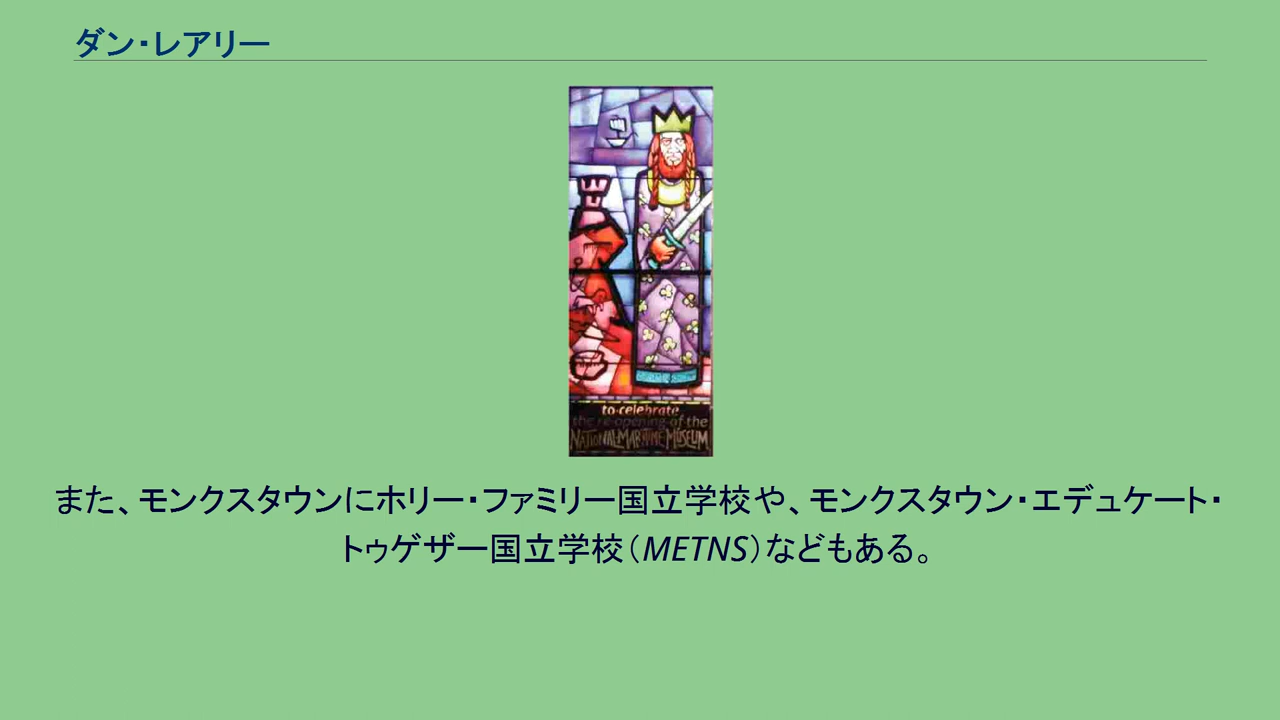 ダン・レアリー
to celebrate
the re-opening of the
NATIONAL MARITIME MUSEUM
また、モンクスタウンにホリー・ファミリー国立学校や、モンクスタウン・エデュケート・
トゥゲザー国立学校（METNS）などもある。